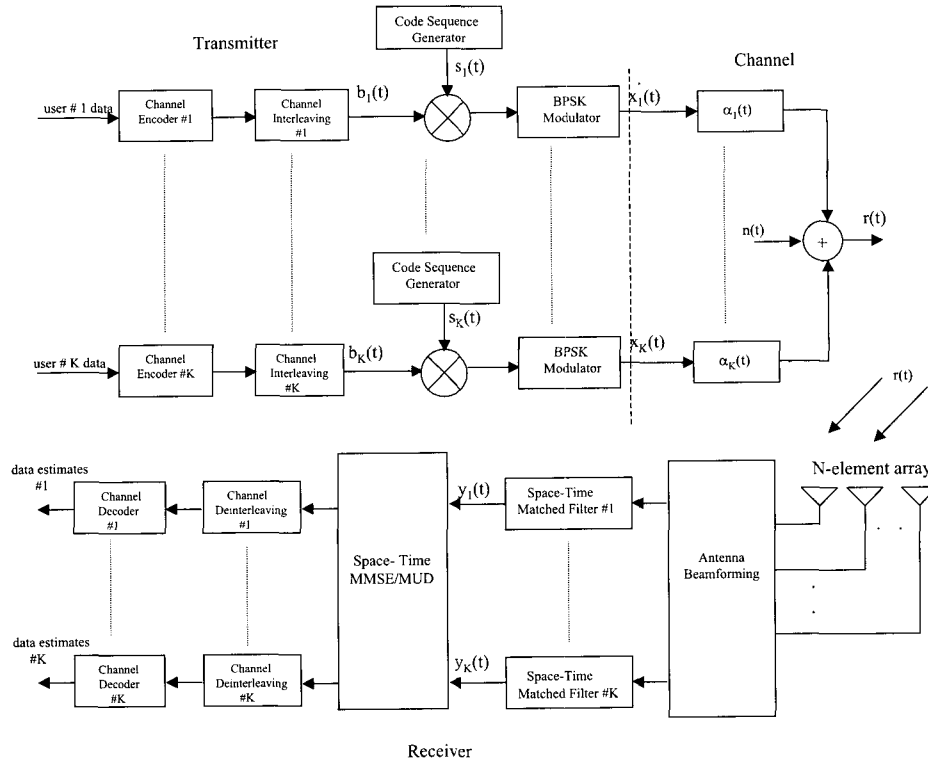 Code Sequence
Generator
Transmitter
Channel
s1(t)
user # 1 data
Channel
Encoder #1
Channel
Interleaving
#1
b1(t)
BPSK
Modulator
x1(t)
α1(t)
n(t)
+
r(t)
Code Sequence
Generator
sK(t)
user # K data
Channel
Encoder #K
Channel
Interleaving
#K
bK(t)
BPSK
Modulator
xK(t)
αK(t)
r(t)
N-element array
data estimates
#1
Channel
Decoder
#1
Channel
Deinterleaving
#1
Space- Time
MMSE/MUD
y1(t)
Space-Time
Matched Filter #1
Antenna
Beamforming
data estimates
#K
Channel
Decoder
#K
Channel
Deinterleaving
#K
yK(t)
Space-Time
Matched Filter #K
Receiver